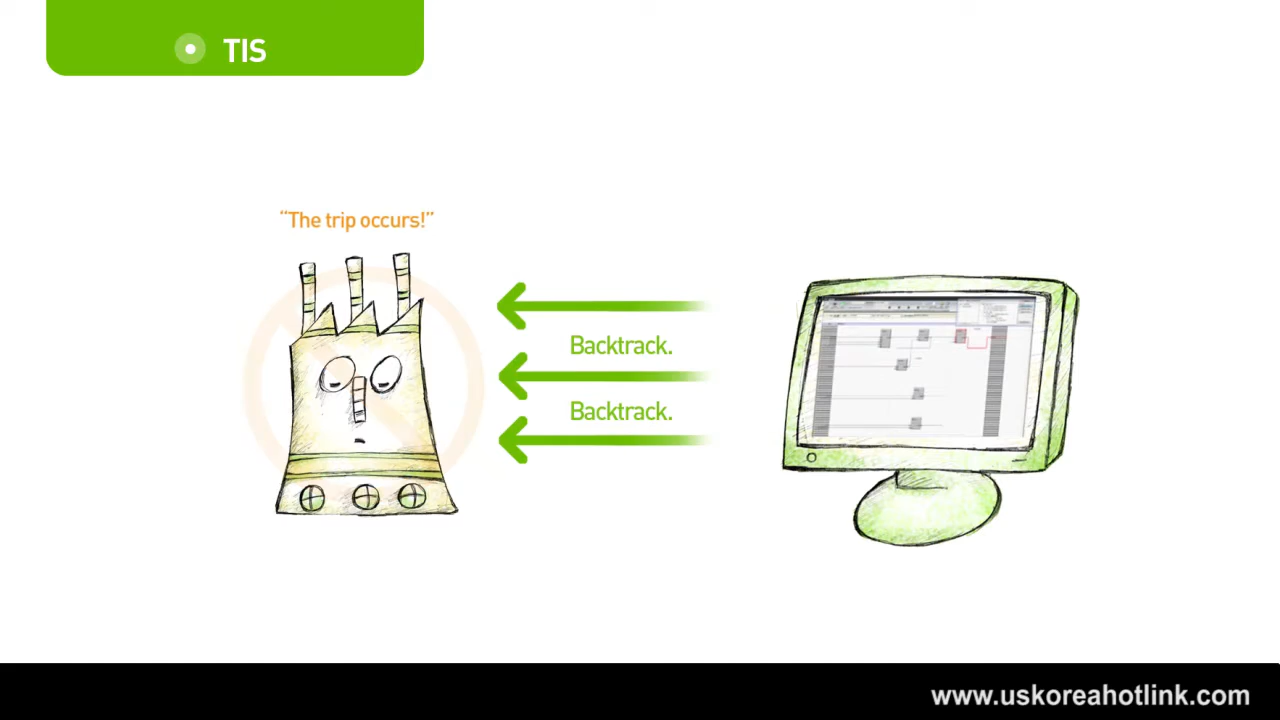 TIS
“The trip occurs!”
Backtrack.
Backtrack.
www.uskoreahotlink.com